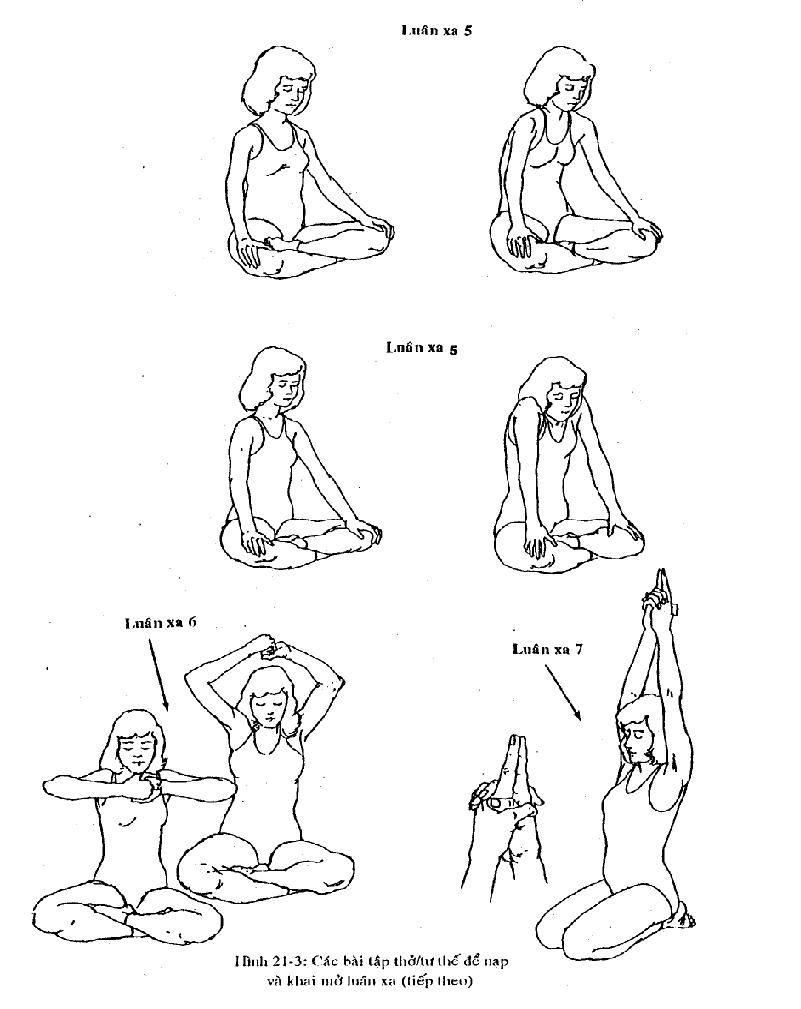 Luân xa 5
Luân xa 5
Luân xa 6
Luân xa 7
Hình 21-3: Các bài tập thở/tư thế để nạp
và khai mở luân xa (tiếp theo)